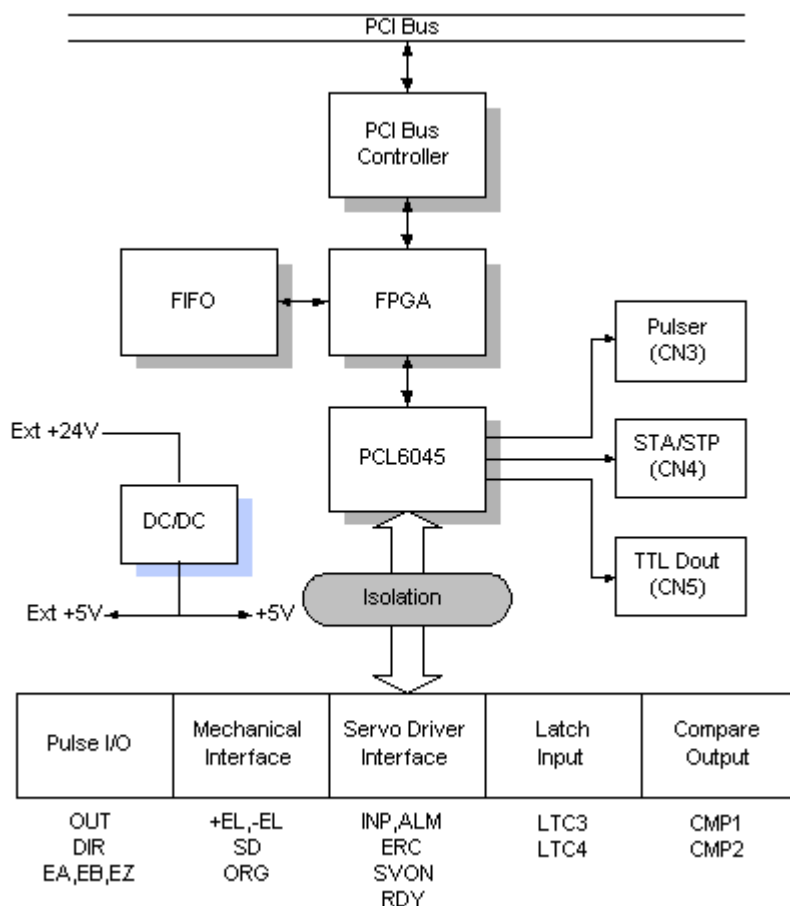 PCI Bus
PCI Bus
Controller
FIFO
FPGA
Pulser
(CN3)
Ext +24V
PCL6045
STA/STP
(CN4)
DC/DC
TTL Dout
(CN5)
Isolation
Ext +5V
+5V
Pulse I/O
Mechanical
Interface
Servo Driver
Interface
Latch
Input
Compare
Output
OUT
DIR
EA,EB,EZ
+EL,-EL
SD
ORG
INP,ALM
ERC
SVON
RDY
LTC3
LTC4
CMP1
CMP2